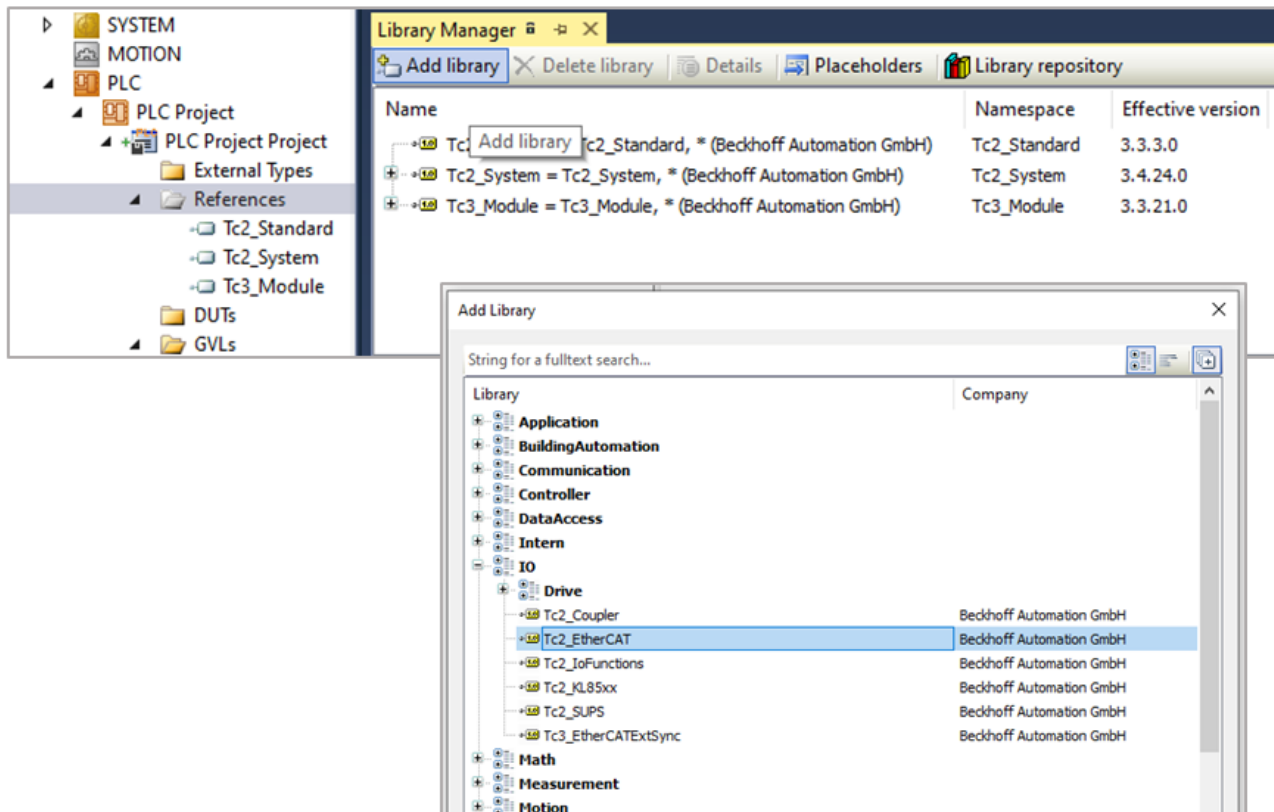 SYSTEM
MOTION
PLC
PLC Project
PLC Project Project
External Types
References
Tc2_Standard
Tc2_System
Tc3_Module
DUTs
GVLs
Library Manager
Add library Delete library Details Placeholders Library repository
Name Namespace Effective version
Add library
Tc2_Standard, * (Beckhoff Automation GmbH) Tc2_Standard 3.3.3.0
Tc2_System = Tc2_System, * (Beckhoff Automation GmbH) Tc2_System 3.4.24.0
Tc3_Module = Tc3_Module, * (Beckhoff Automation GmbH) Tc3_Module 3.3.21.0
Add Library
String for a fulltext search...
Library Company
Application
BuildingAutomation
Communication
Controller
DataAccess
Intern
IO
Drive
Tc2_Coupler Beckhoff Automation GmbH
Tc2_EtherCAT Beckhoff Automation GmbH
Tc2_IoFunctions Beckhoff Automation GmbH
Tc2_KL85xx Beckhoff Automation GmbH
Tc2_SUPS Beckhoff Automation GmbH
Tc3_EtherCATExtSync Beckhoff Automation GmbH
Math
Measurement
Motion